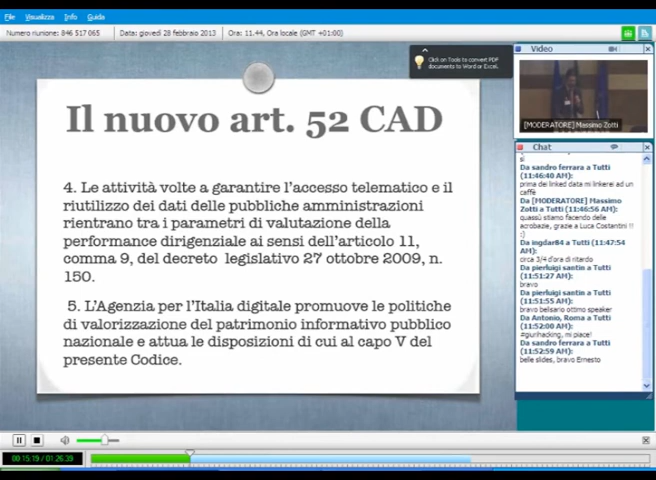 File Visualizza Info Guida
Numero riunione: 846 517 065
Data: giovedì 28 febbraio 2013
Ora: 11.44, Ora locale (GMT +01:00)
Click on Tools to convert PDF
documents to Word or Excel.
Il nuovo art. 52 CAD
4. Le attività volte a garantire l'accesso telematico e il
riutilizzo dei dati delle pubbliche amministrazioni
rientrano tra i parametri di valutazione della
performance dirigenziale ai sensi dell'articolo 11,
comma 9, del decreto legislativo 27 ottobre 2009, n.
150.
5. L'Agenzia per l'Italia digitale promuove le politiche
di valorizzazione del patrimonio informativo pubblico
nazionale e attua le disposizioni di cui al capo V del
presente Codice.
Video
[MODERATORE] Massimo Zotti
Chat
sì
Da sandro ferrara a Tutti
(11:46:40 AM):
prima dei linked data mi linkerei ad un
caffè
Da [MODERATORE] Massimo
Zotti a Tutti (11:46:56 AM):
quassù stiamo facendo delle
acrobazie, grazie a Luca Costantini !!
:)
Da ingdar84 a Tutti (11:47:54
AM):
circa 3/4 d'ora di ritardo
Da pierluigi santin a Tutti
(11:51:27 AM):
bravo
Da pierluigi santin a Tutti
(11:51:55 AM):
bravo belisario ottmo speaker
Da Antonio, Roma a Tutti
(11:52:00 AM):
#giurihacking, mi piace!
Da sandro ferrara a Tutti
(11:52:59 AM):
belle slides, bravo Ernesto
00:15:19 / 01:26:39